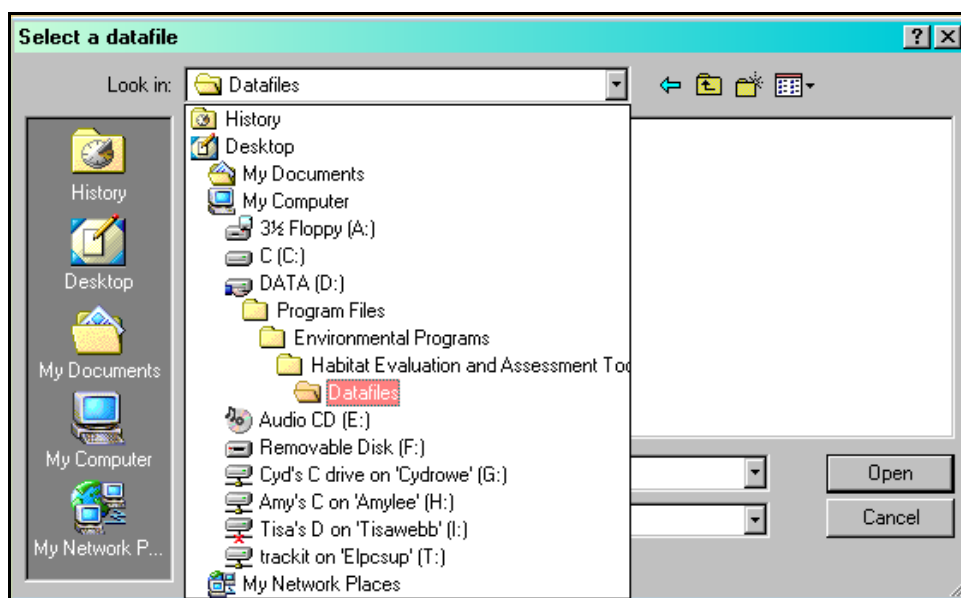 Select a datafile
Look in: Datafiles
History
Desktop
My Documents
My Computer
3½ Floppy (A:)
C (C:)
DATA (D:)
Program Files
Environmental Programs
Habitat Evaluation and Assessment
Datafiles
Audio CD (E:)
Removable Disk (F:)
Cyd's C drive on 'Cydrowe' (G:)
Amy's C on 'Amylee' (H:)
Tisa's D on 'Tisawebb' (I:)
trackit on 'Elpcsup' (T:)
My Network Places
History
Desktop
My Documents
My Computer
My Network P...
Open
Cancel